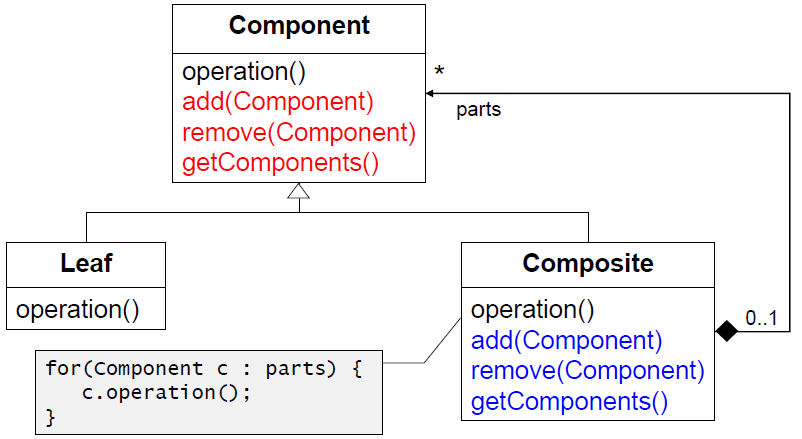 Component
operation()
add(Component)
remove(Component)
getComponents()
*
parts
Leaf
operation()
Composite
operation()
add(Component)
remove(Component)
getComponents()
0..1
for(Component c : parts) {
   c.operation();
}